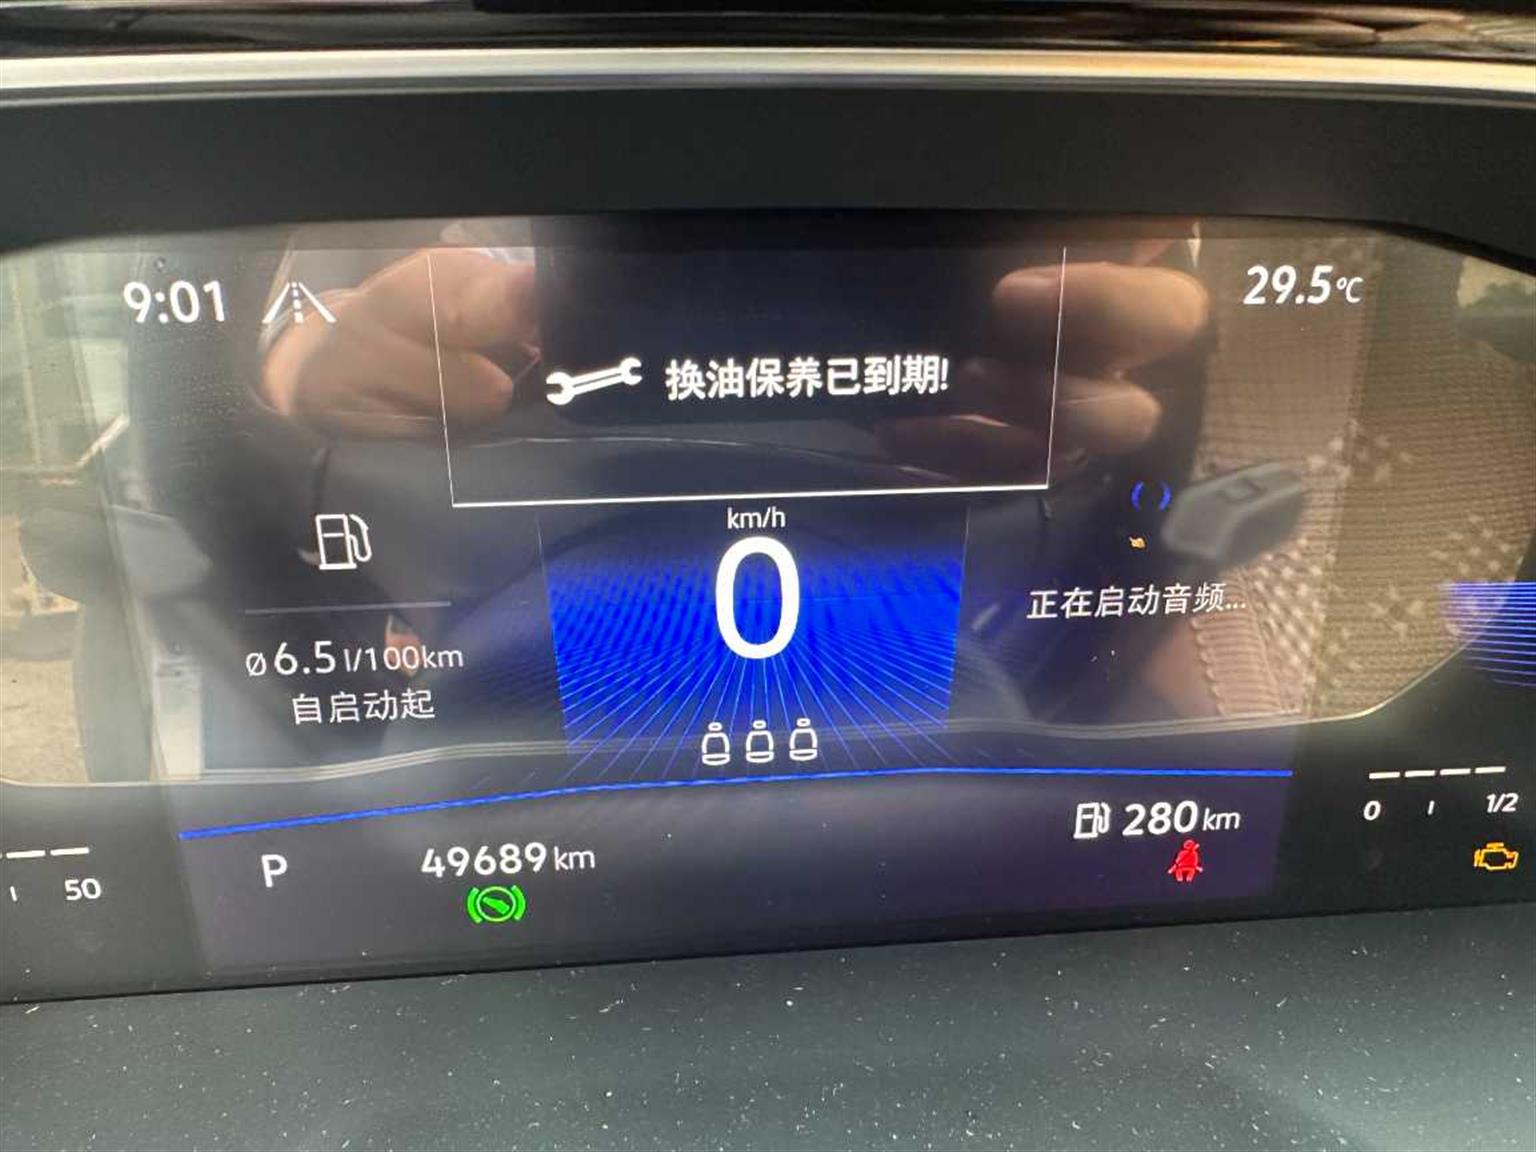 9:01
29.5℃
换油保养已到期!
km/h
0
正在启动音频...
ø6.5 l/100km
自启动起
280 km
0 1/2
P
49689 km
50